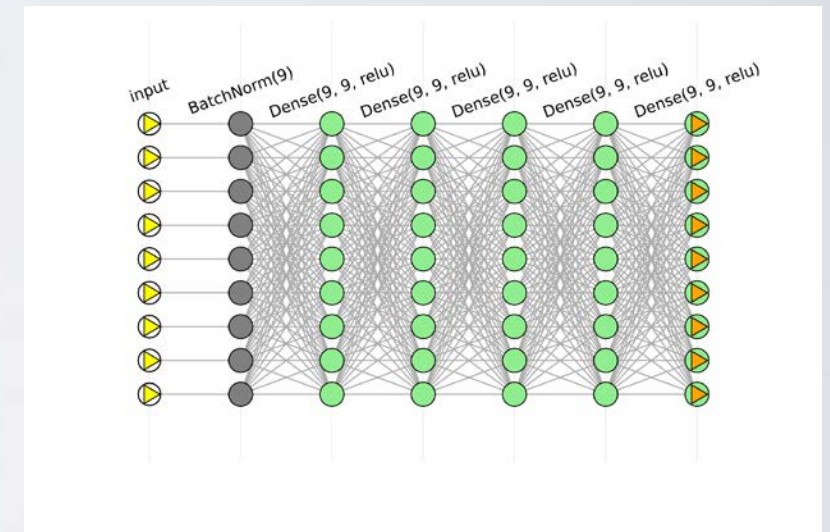 input
BatchNorm(9)
Dense(9, 9, relu)
Dense(9, 9, relu)
Dense(9, 9, relu)
Dense(9, 9, relu)
Dense(9, 9, relu)